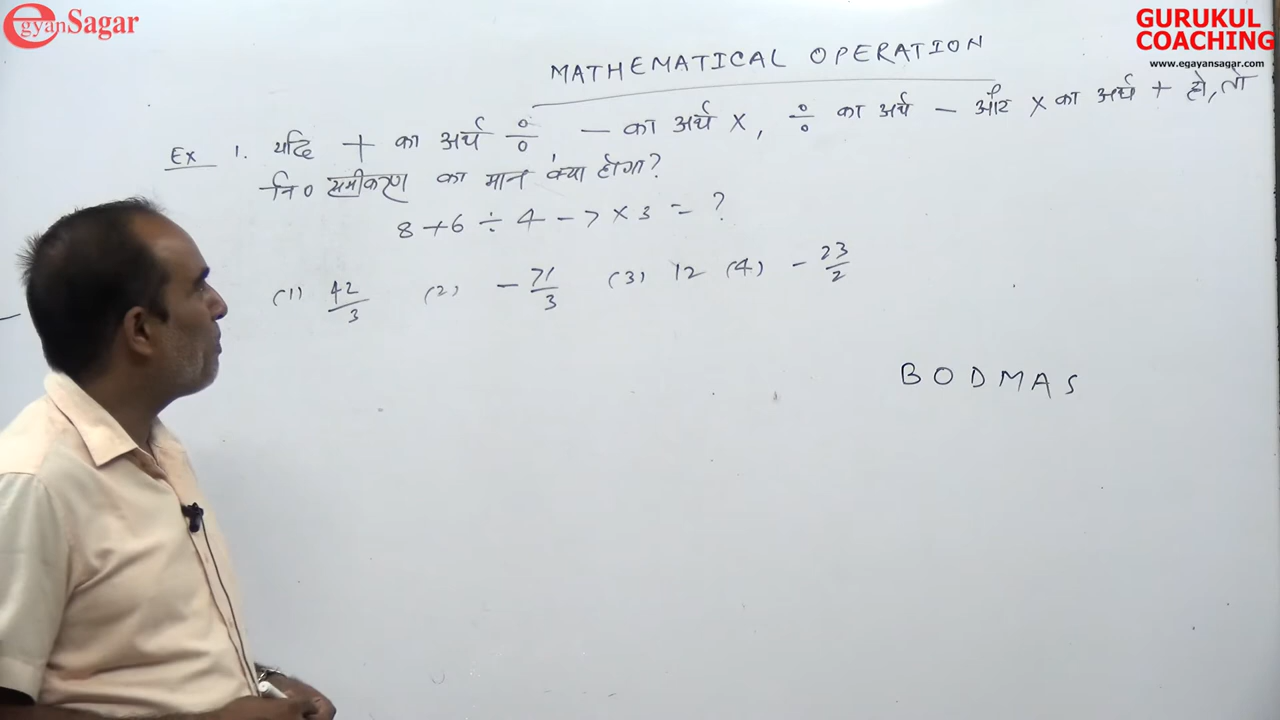 egyanSagar
GURUKUL
COACHING
www.egayansagar.com
MATHEMATICAL OPERATION
Ex 1. यदि + का अर्थ ÷ − का अर्थ ×, ÷ का अर्थ − और × का अर्थ + हो, तो
नि० समीकरण का मान क्या होगा?
8 + 6 ÷ 4 − 7 × 3 = ?
(1) 42/3 (2) − 71/3 (3) 12 (4) − 23/2
BODMAS